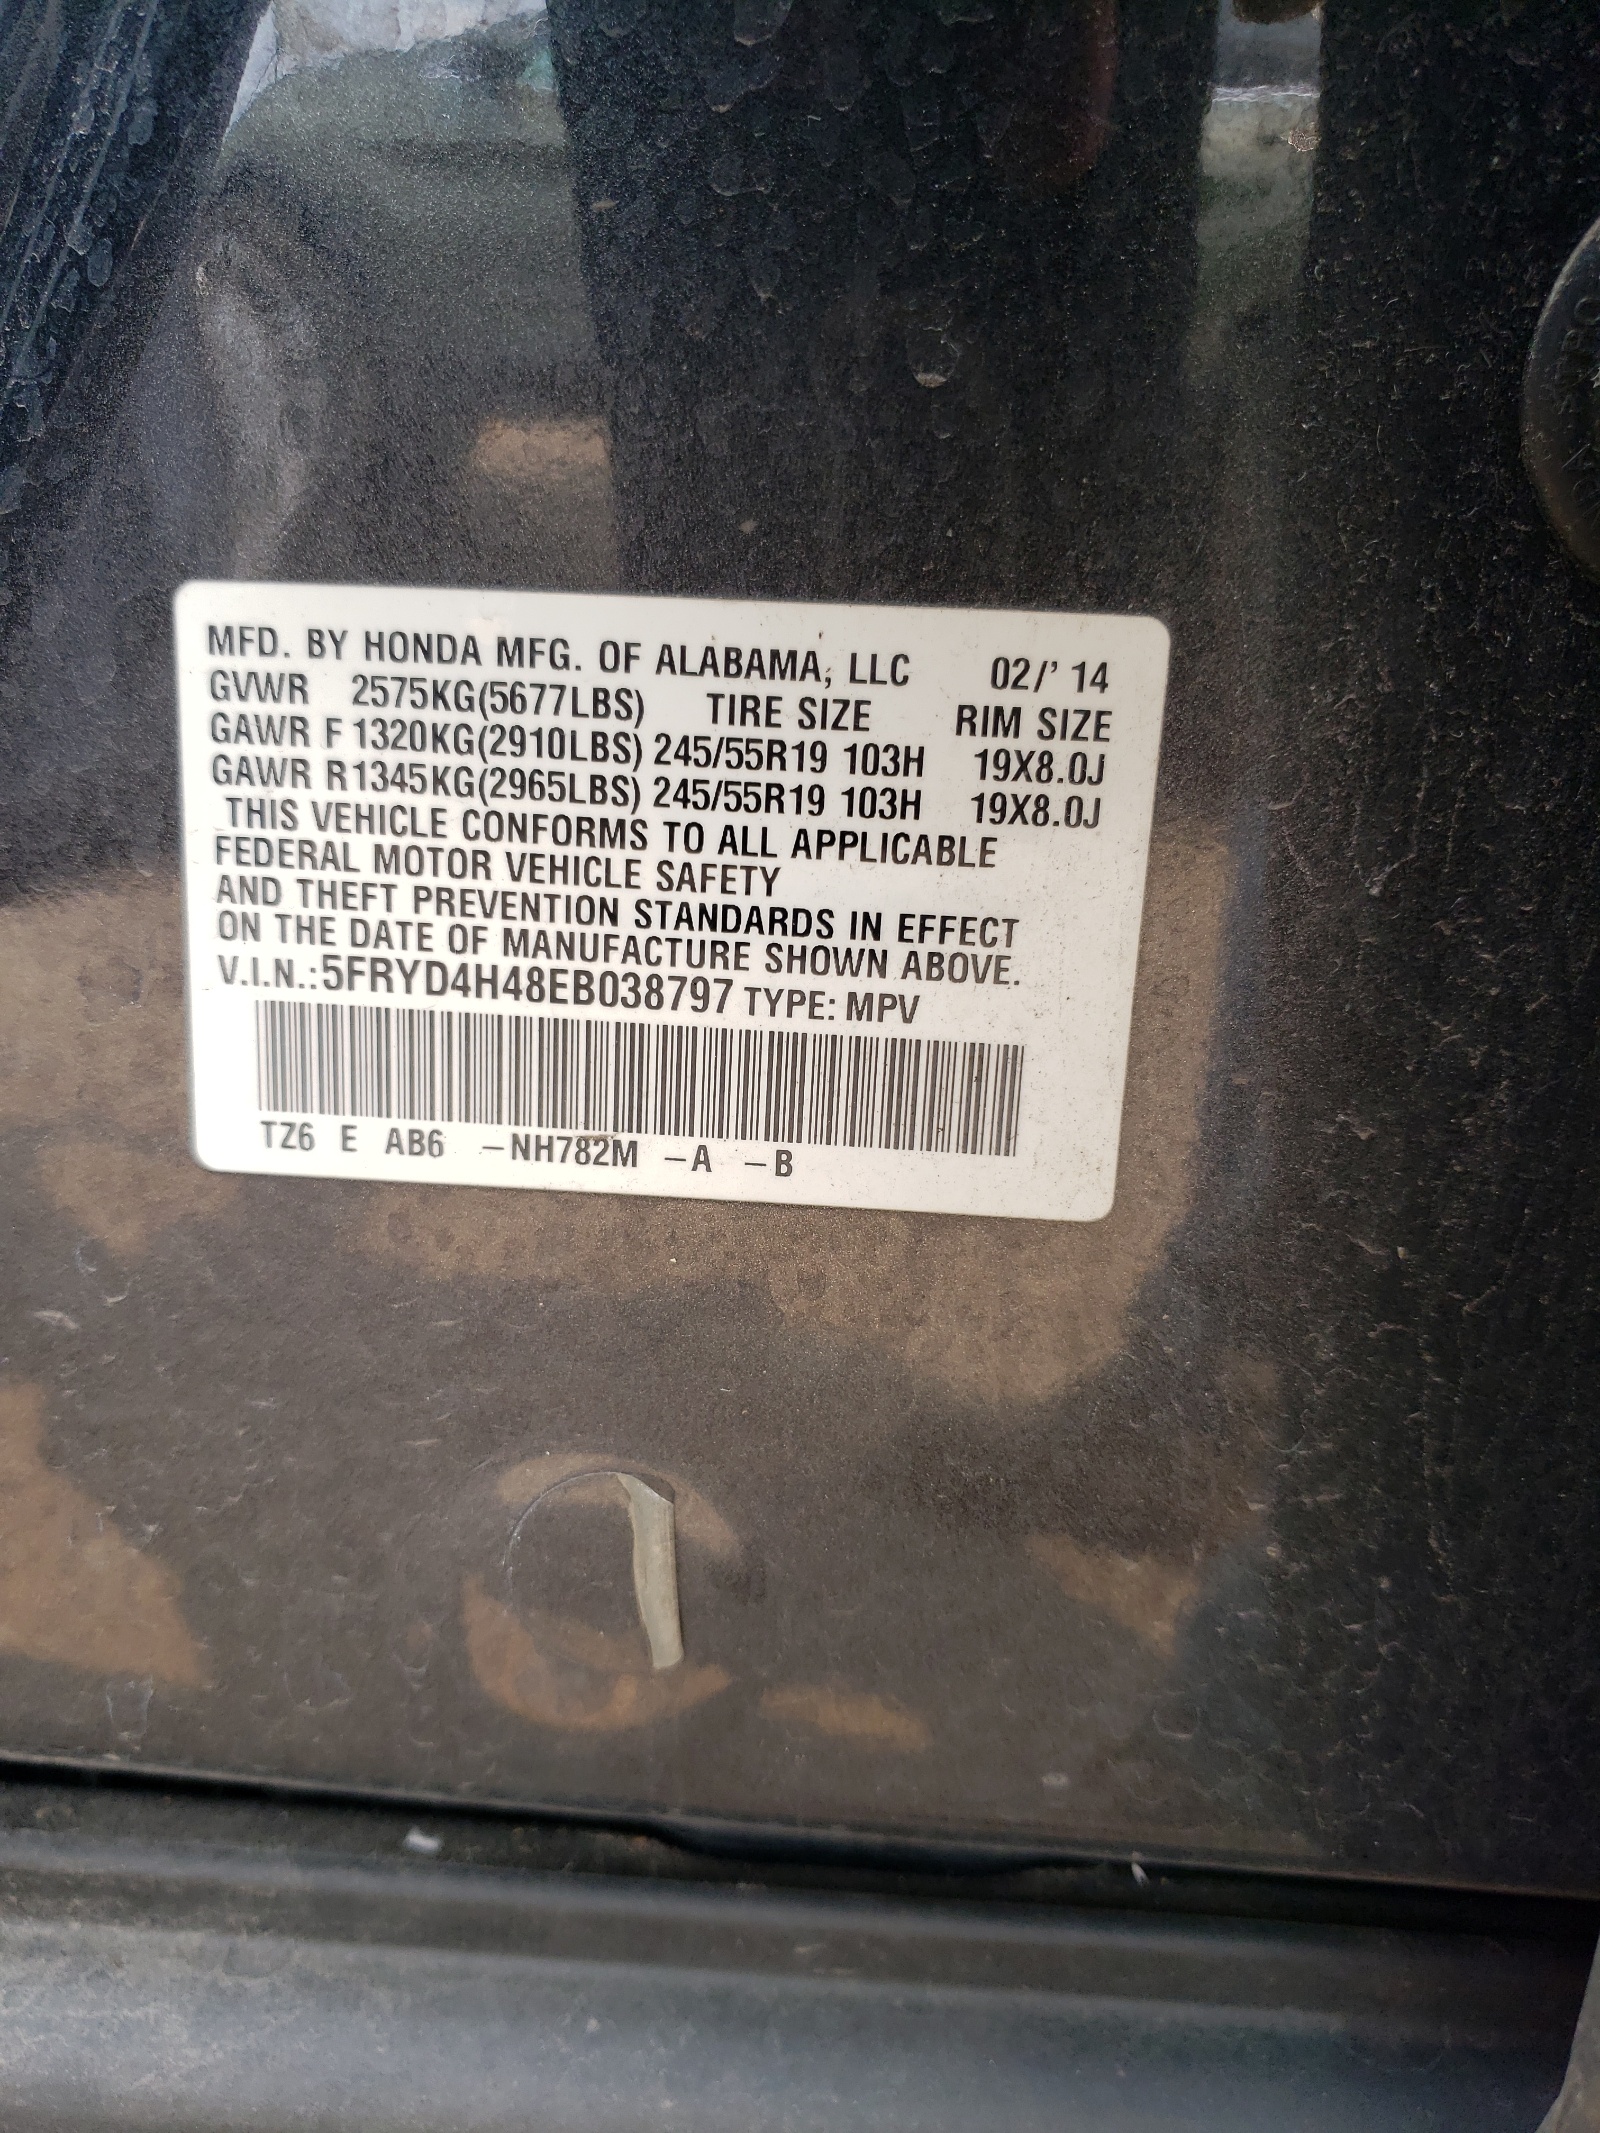 MFD. BY HONDA MFG. OF ALABAMA, LLC 02/' 14
GVWR 2575KG(5677LBS) TIRE SIZE RIM SIZE
GAWR F 1320KG(2910LBS) 245/55R19 103H 19X8.0J
GAWR R1345KG(2965LBS) 245/55R19 103H 19X8.0J
THIS VEHICLE CONFORMS TO ALL APPLICABLE
FEDERAL MOTOR VEHICLE SAFETY
AND THEFT PREVENTION STANDARDS IN EFFECT
ON THE DATE OF MANUFACTURE SHOWN ABOVE.
V.I.N.:5FRYD4H48EB038797 TYPE: MPV
TZ6 E AB6 -NH782M -A -B